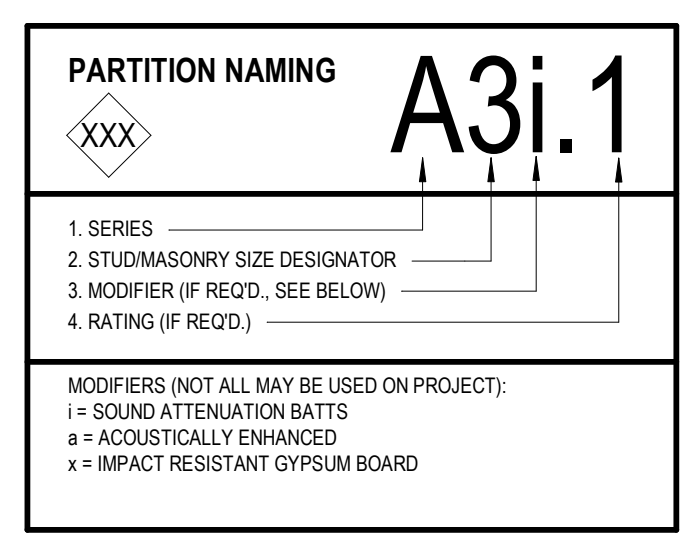 PARTITION NAMING
XXX
A3i.1
1. SERIES
2. STUD/MASONRY SIZE DESIGNATOR
3. MODIFIER (IF REQ'D., SEE BELOW)
4. RATING (IF REQ'D.)
MODIFIERS (NOT ALL MAY BE USED ON PROJECT):
i = SOUND ATTENUATION BATTS
a = ACOUSTICALLY ENHANCED
x = IMPACT RESISTANT GYPSUM BOARD